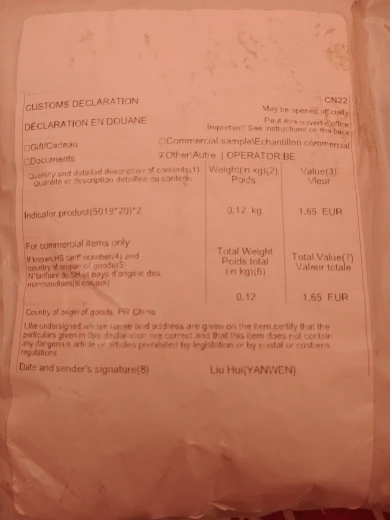 CUSTOMS DECLARATION
CN22
May be opened officially
DÉCLARATION EN DOUANE
Peut être ouvert d'office
Important! See instructions on the back
□Gift/Cadeau
□Commercial sample\Echantillon commercial
□Documents
☑Other\Autre | OPERATOR:BE
Quantity and detailed description of contents(1)
Quantité et description détaillée du contenu
Weight(in kg)(2)
Poids
Value(3)
Vleur
Indicator product(5019*20)*2
0.12 kg
1.65 EUR
For commercial items only
If known,HS tariff number(4) and
country of origin of goods(5)
N°tarifaire du SH et pays d'origine des
marchandises(si connus)
Total Weight
Poids total
(in kg)(6)
Total Value(7)
Valeur totale
0.12
1.65 EUR
Country of origin of goods. PR China
I,the undersigned,whose name and address are given on the item,certify that the
particulars given in this declaration are correct and that this item does not contain
any dangerous article or articles prohibited by legislation or by postal or customs
regulations
Date and sender's signature(8)
Liu Hui(YANWEN)